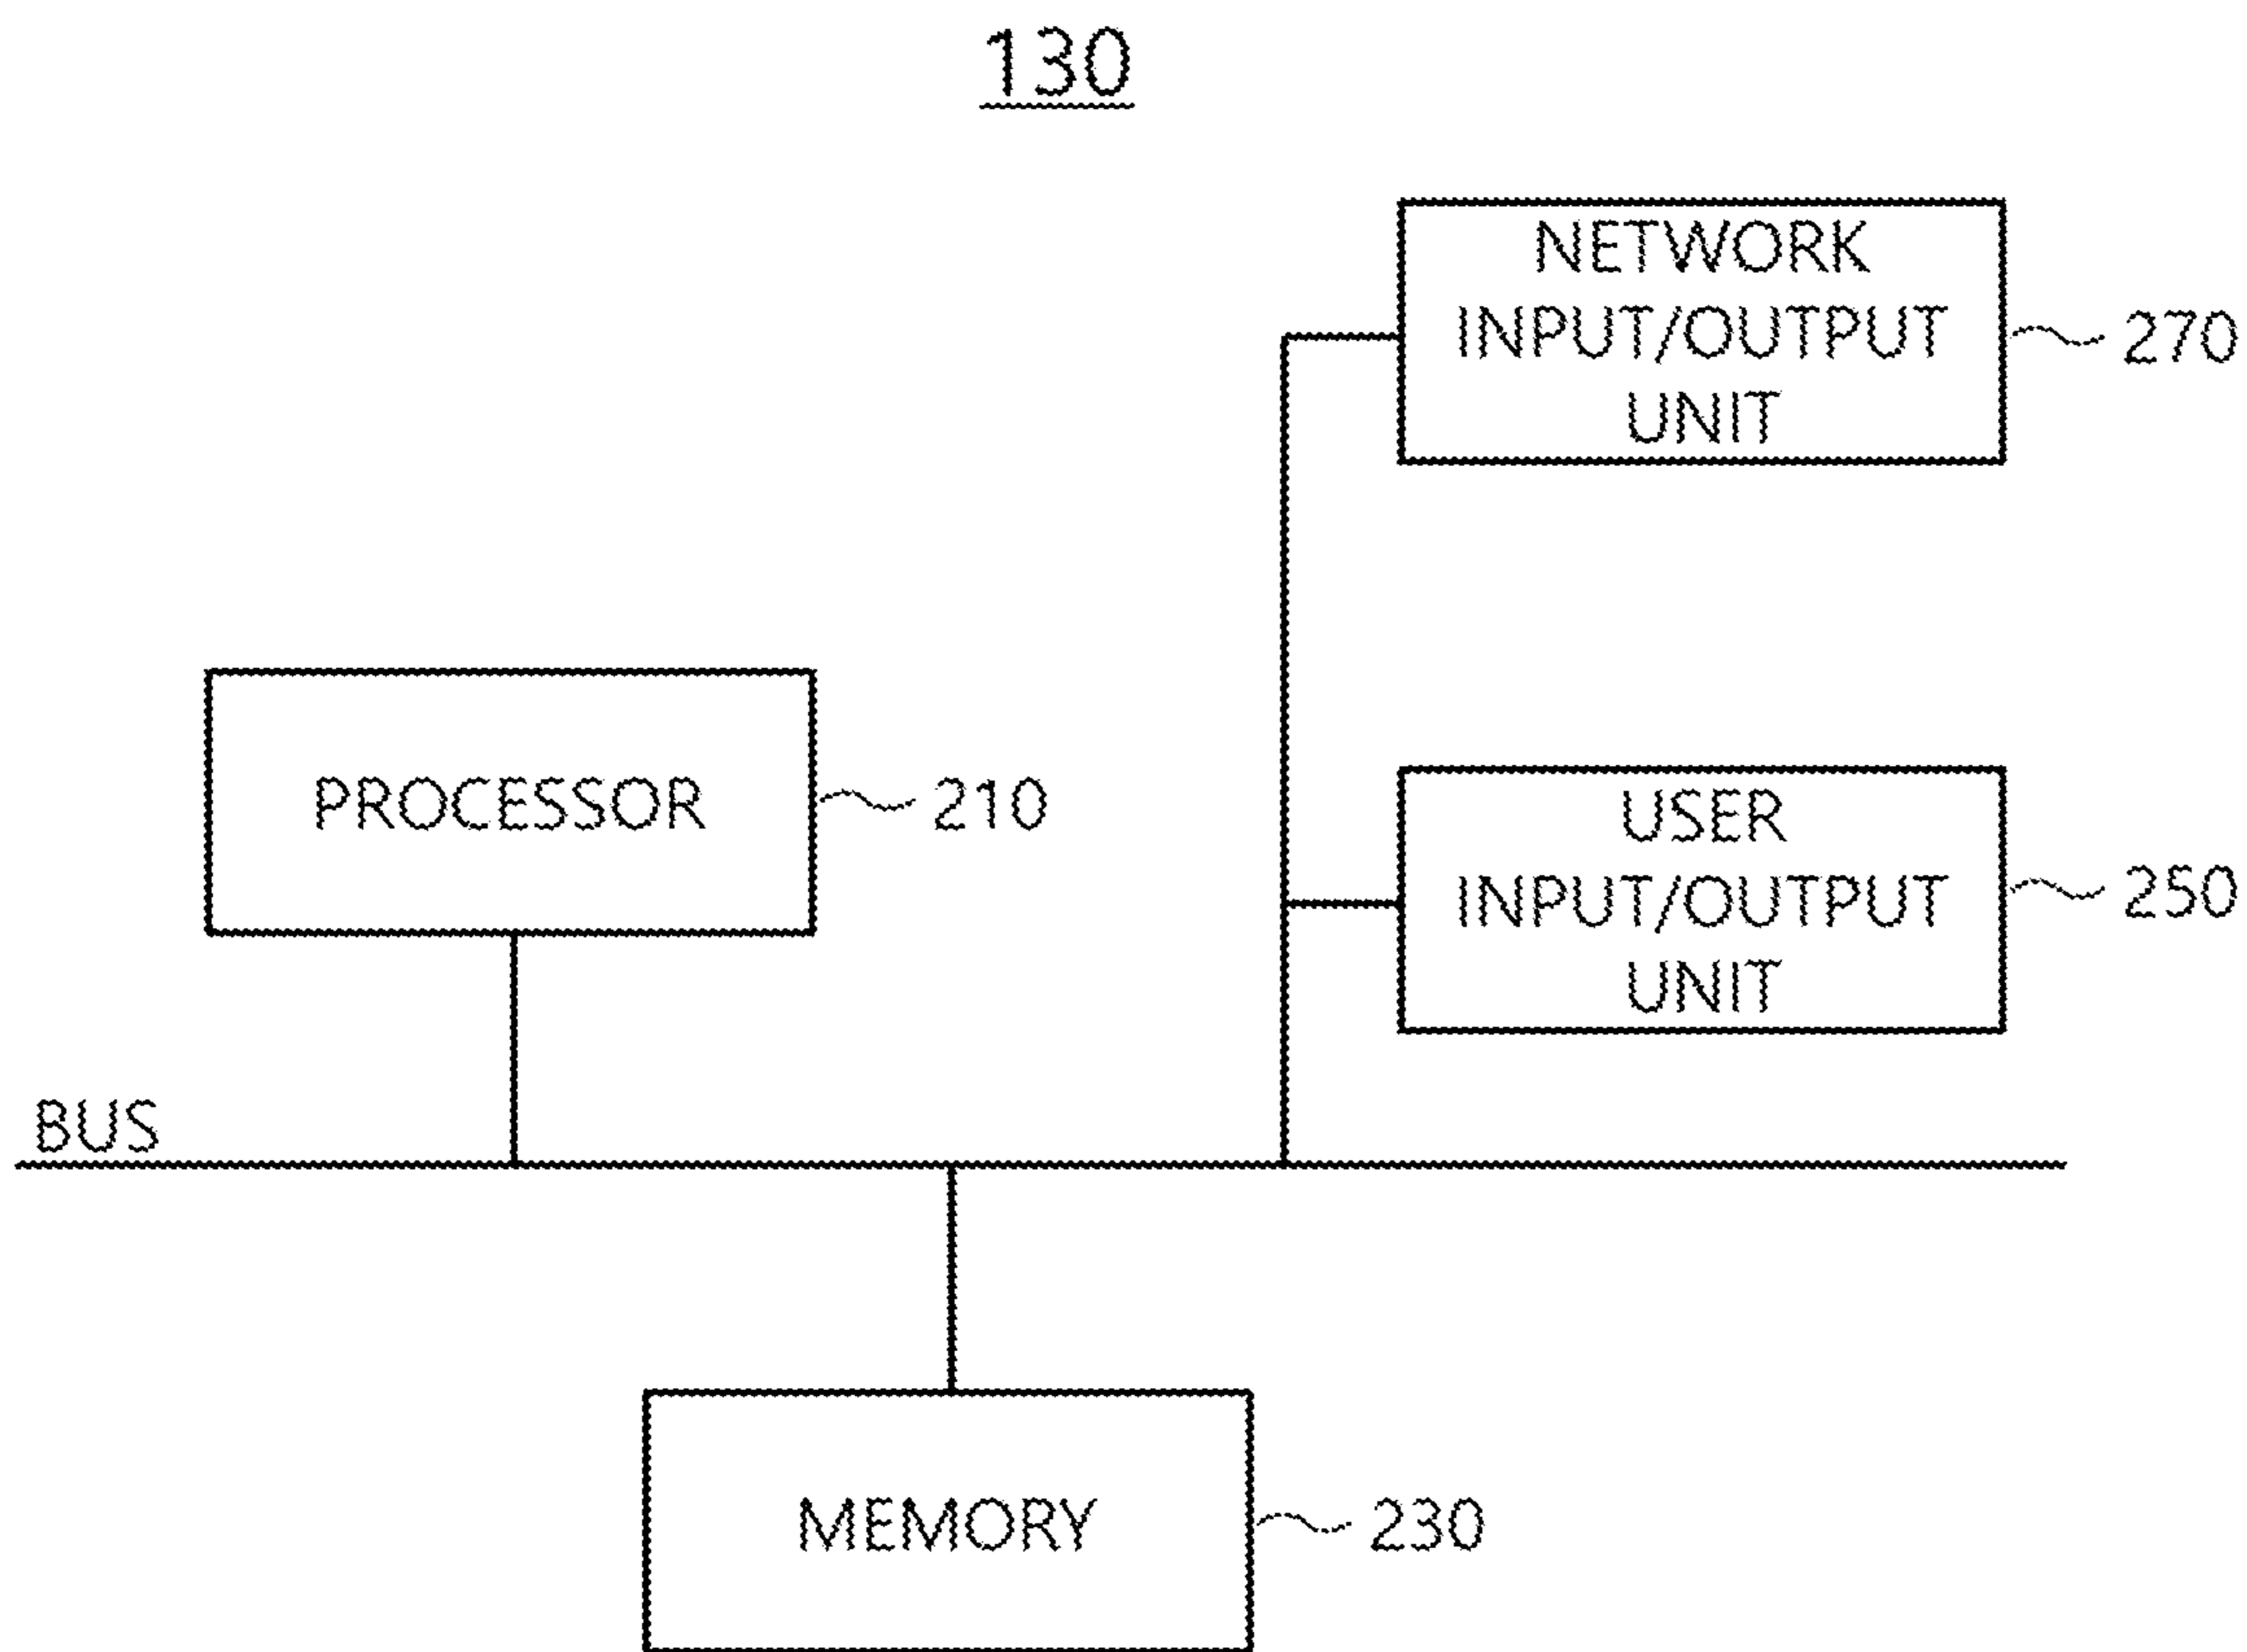 130
NETWORK
INPUT/OUTPUT
UNIT
270
PROCESSOR
210
USER
INPUT/OUTPUT
UNIT
250
BUS
MEMORY
230